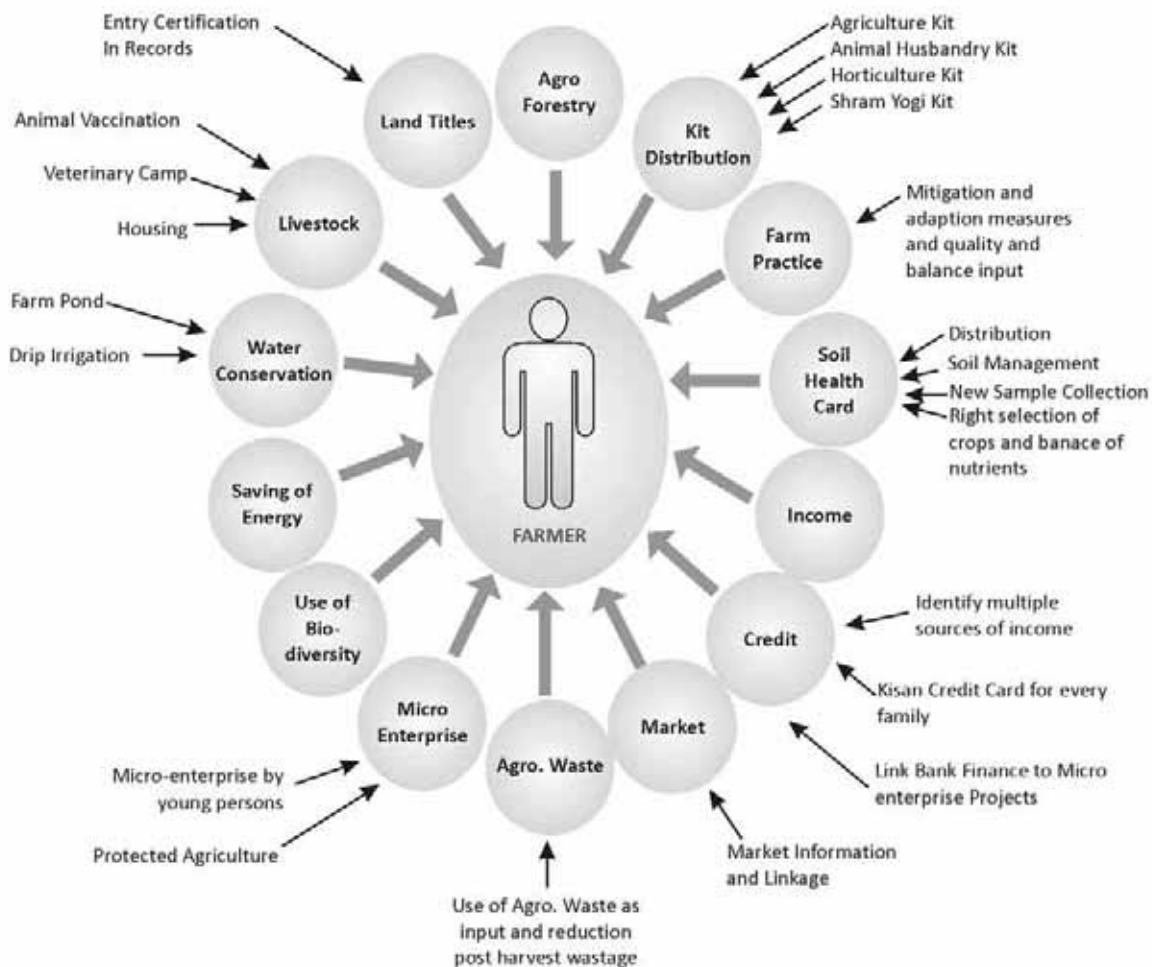 Entry Certification
In Records
Land Titles
Agro
Forestry
Agriculture Kit
Animal Husbandry Kit
Horticulture Kit
Shram Yogi Kit
Kit
Distribution
Animal Vaccination
Veterinary Camp
Housing
Livestock
Mitigation and
adaption measures
and quality and
balance input
Farm
Practice
Farm Pond
Drip Irrigation
Water
Conservation
Distribution
Soil Management
New Sample Collection
Right selection of
crops and banace of
nutrients
Soil
Health
Card
FARMER
Saving of
Energy
Income
Use of
Bio-
diversity
Credit
Identify multiple
sources of income
Kisan Credit Card for every
family
Link Bank Finance to Micro
enterprise Projects
Micro
Enterprise
Micro-enterprise by
young persons
Protected Agriculture
Agro. Waste
Use of Agro. Waste as
input and reduction
post harvest wastage
Market
Market Information
and Linkage